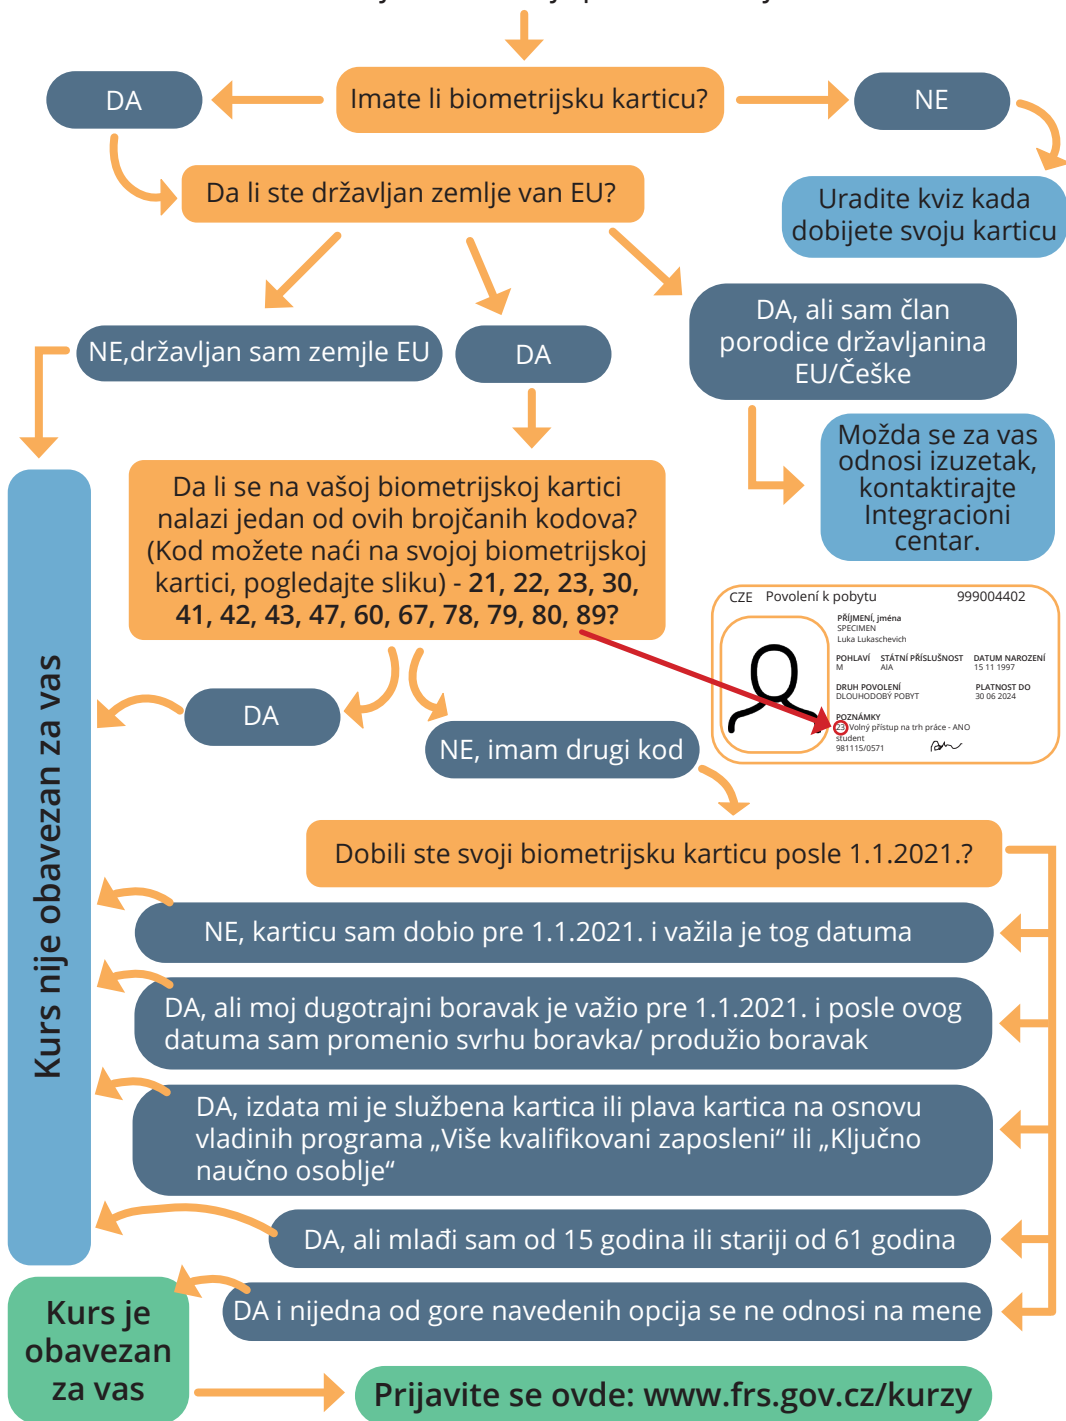 DA
Imate li biometrijsku karticu?
NE
Da li ste državljan zemlje van EU?
Uradite kviz kada
dobijete svoju karticu
NE,državljan sam zemjle EU
DA
DA, ali sam član
porodice državljanina
EU/Češke
Možda se za vas
odnosi izuzetak,
kontaktirajte
Integracioni
centar.
Da li se na vašoj biometrijskoj kartici
nalazi jedan od ovih brojčanih kodova?
(Kod možete naći na svojoj biometrijskoj
kartici, pogledajte sliku) - 21, 22, 23, 30,
41, 42, 43, 47, 60, 67, 78, 79, 80, 89?
CZE Povolení k pobytu 999004402
PŘÍJMENÍ, jména
SPECIMEN
Luka Lukaschevich
POHLAVÍ STÁTNÍ PŘÍSLUŠNOST DATUM NAROZENÍ
M AIA 15 11 1997
DRUH POVOLENÍ PLATNOST DO
DLOUHODOBÝ POBYT 30 06 2024
POZNÁMKY
23 Volný přístup na trh práce - ANO
student
981115/0571
DA
NE, imam drugi kod
Dobili ste svoji biometrijsku karticu posle 1.1.2021.?
Kurs nije obavezan za vas
NE, karticu sam dobio pre 1.1.2021. i važila je tog datuma
DA, ali moj dugotrajni boravak je važio pre 1.1.2021. i posle ovog
datuma sam promenio svrhu boravka/ produžio boravak
DA, izdata mi je službena kartica ili plava kartica na osnovu
vladinih programa „Više kvalifikovani zaposleni“ ili „Ključno
naučno osoblje“
DA, ali mlađi sam od 15 godina ili stariji od 61 godina
DA i nijedna od gore navedenih opcija se ne odnosi na mene
Kurs je
obavezan
za vas
Prijavite se ovde: www.frs.gov.cz/kurzy